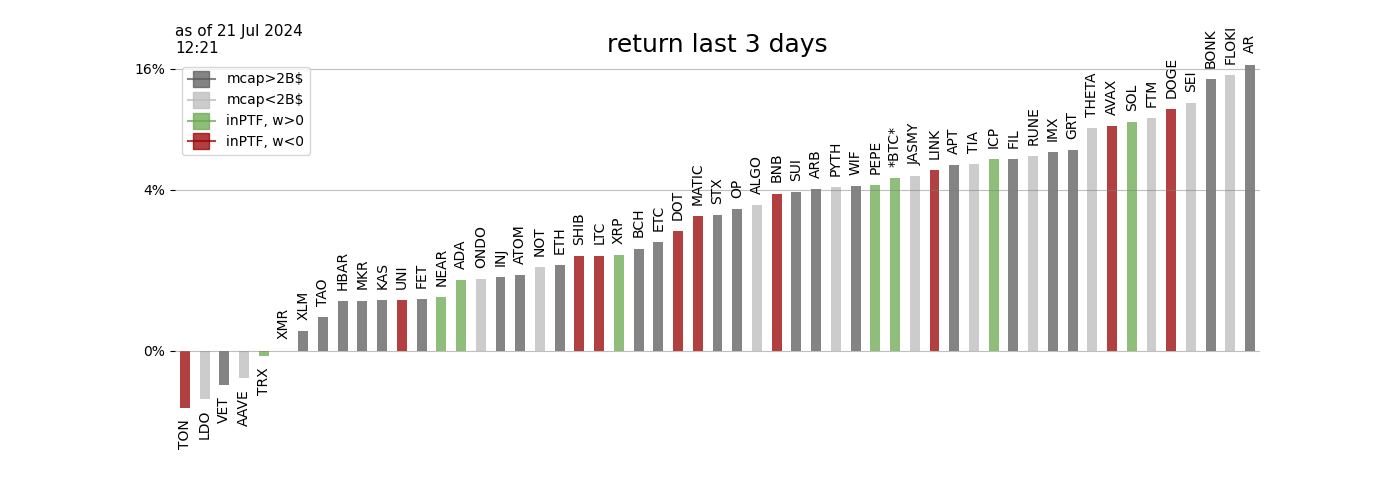 as of 21 Jul 2024
12:21
return last 3 days
16%
4%
0%
mcap>2B$
mcap<2B$
inPTF, w>0
inPTF, w<0
TON
LDO
VET
AAVE
TRX
XMR
XLM
TAO
HBAR
MKR
KAS
UNI
FET
NEAR
ADA
ONDO
INJ
ATOM
NOT
ETH
SHIB
LTC
XRP
BCH
ETC
DOT
MATIC
STX
OP
ALGO
BNB
SUI
ARB
PYTH
WIF
PEPE
*BTC*
JASMY
LINK
APT
TIA
ICP
FIL
RUNE
IMX
GRT
THETA
AVAX
SOL
FTM
DOGE
SEI
BONK
FLOKI
AR